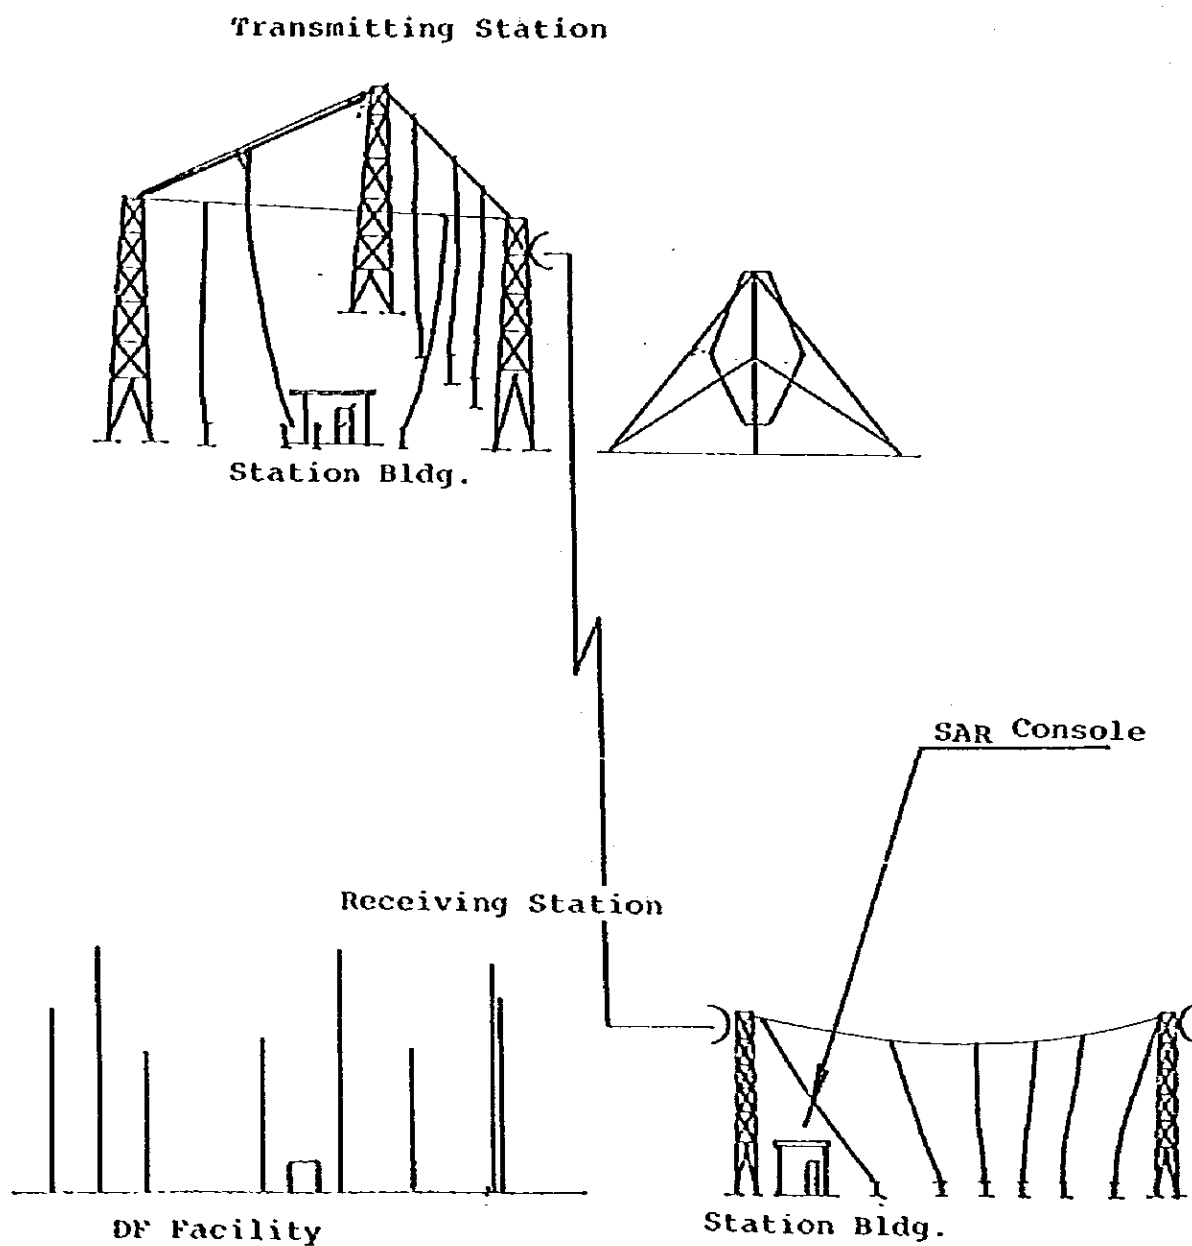 Transmitting Station
Station Bldg.
SAR Console
Receiving Station
DF Facility
Station Bldg.